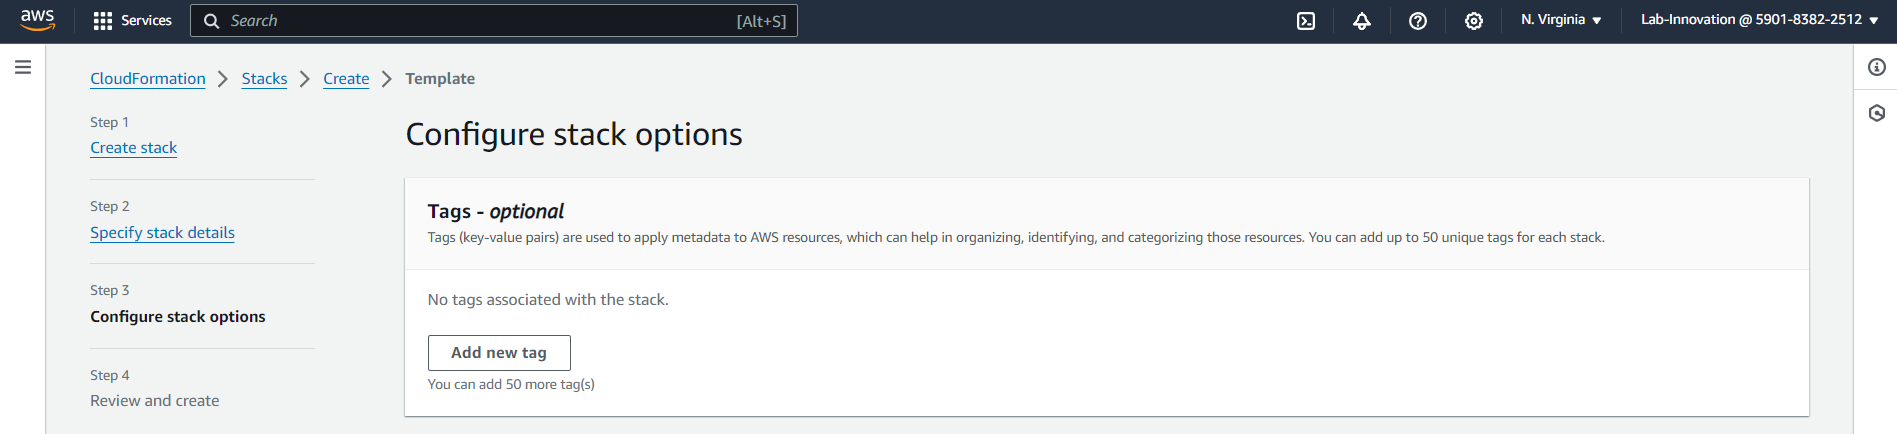 aws Services Search [Alt+S] N. Virginia Lab-Innovation @ 5901-8382-2512
CloudFormation Stacks Create Template
Step 1
Create stack
Step 2
Specify stack details
Step 3
Configure stack options
Step 4
Review and create
Configure stack options
Tags - optional
Tags (key-value pairs) are used to apply metadata to AWS resources, which can help in organizing, identifying, and categorizing those resources. You can add up to 50 unique tags for each stack.
No tags associated with the stack.
Add new tag
You can add 50 more tag(s)